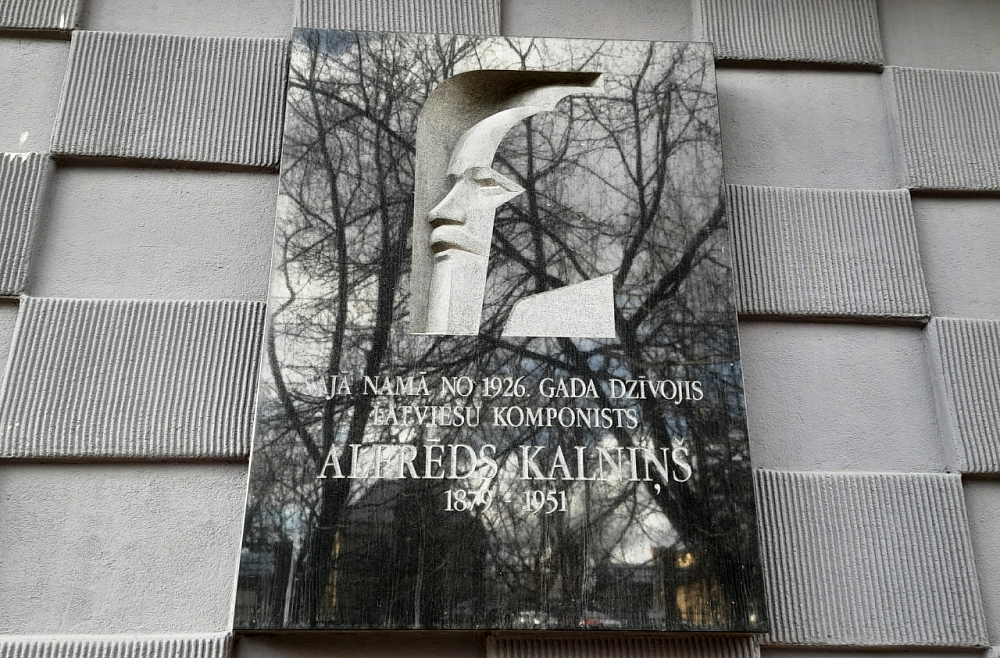 ŠAJĀ NAMĀ NO 1926. GADA DZĪVOJIS
LATVIEŠU KOMPONISTS
ALFRĒDS KALNIŅŠ
1879 - 1951